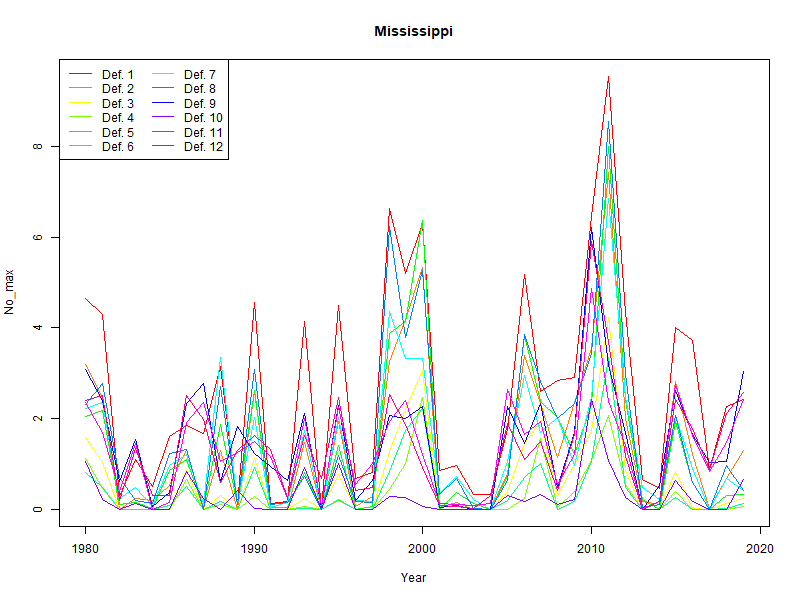 Mississippi
Def. 1 Def. 7
Def. 2 Def. 8
Def. 3 Def. 9
Def. 4 Def. 10
Def. 5 Def. 11
Def. 6 Def. 12
8
6
4
2
0
No_max
1980 1990 2000 2010 2020
Year